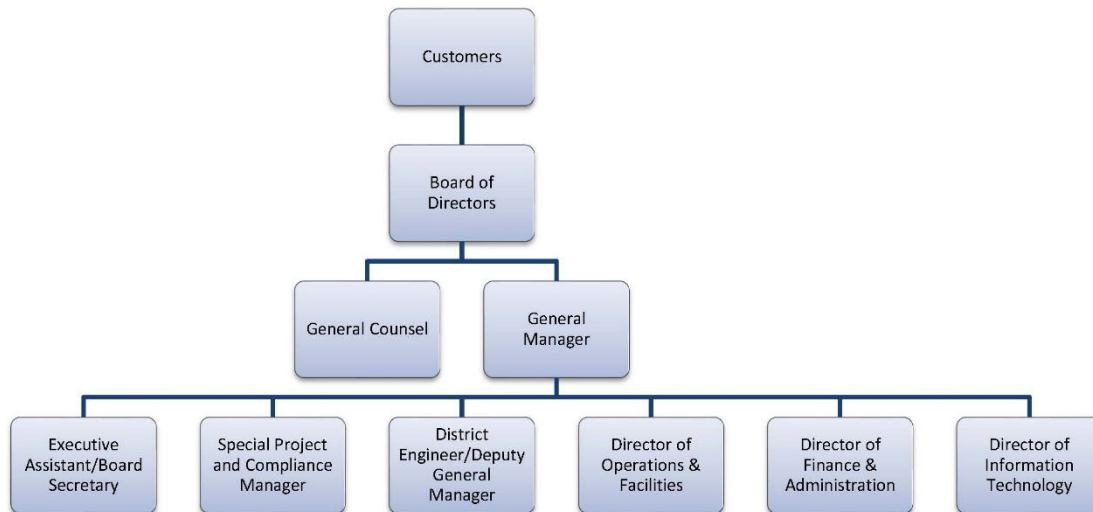 Customers
Board of
Directors
General Counsel
General
Manager
Executive
Assistant/Board
Secretary
Special Project
and Compliance
Manager
District
Engineer/Deputy
General
Manager
Director of
Operations &
Facilities
Director of
Finance &
Administration
Director of
Information
Technology